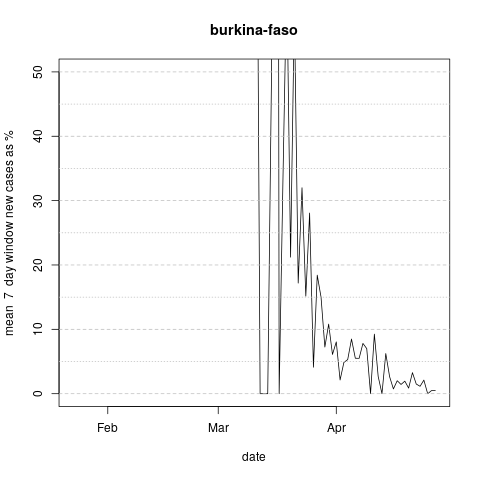 burkina-faso
mean 7 day window new cases as %
50
40
30
20
10
0
Feb
Mar
Apr
date